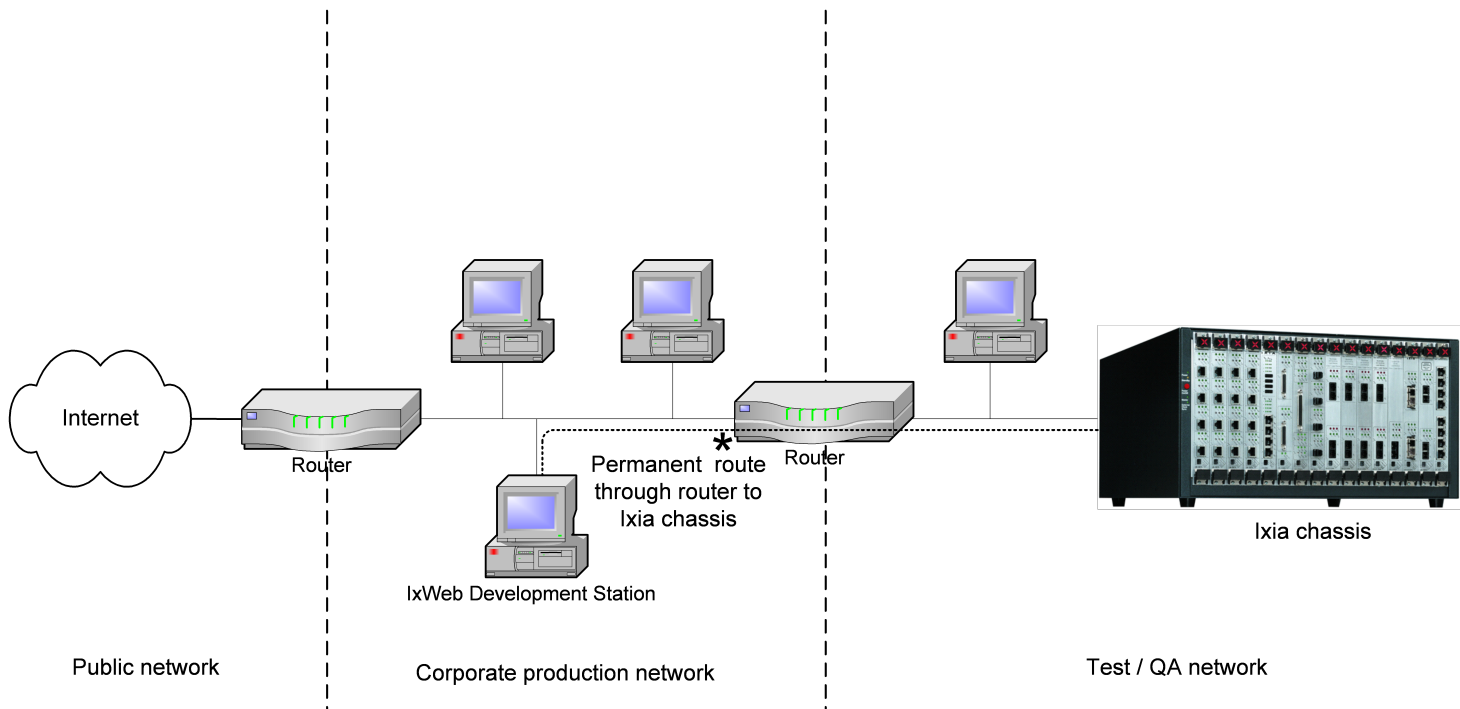 Internet
Router
*
Permanent route
through router to
Ixia chassis
Router
Ixia chassis
IxWeb Development Station
Public network
Corporate production network
Test / QA network